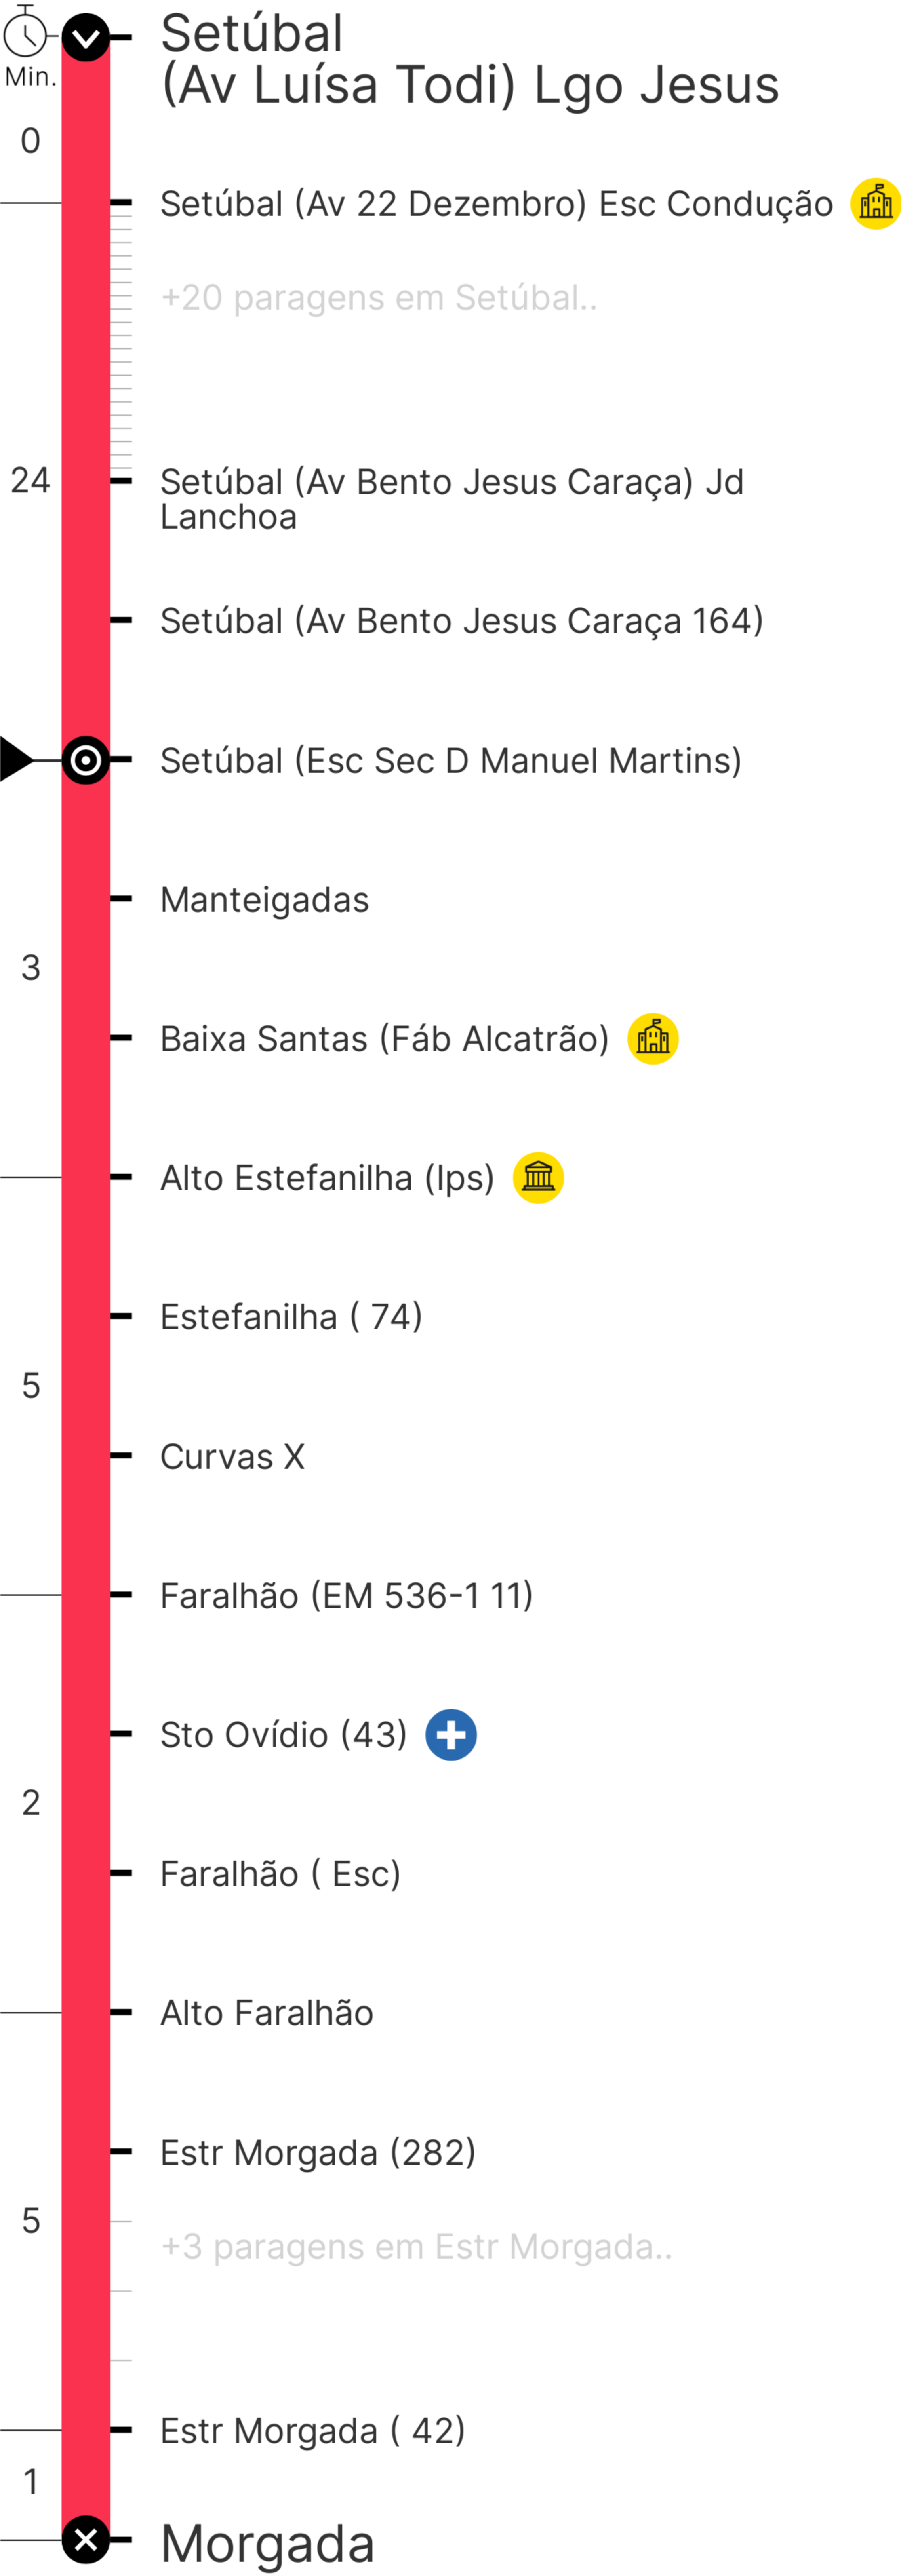 Setúbal
(Av Luísa Todi) Lgo Jesus
Min.
0
Setúbal (Av 22 Dezembro) Esc Condução
+20 paragens em Setúbal..
24
Setúbal (Av Bento Jesus Caraça) Jd
Lanchoa
Setúbal (Av Bento Jesus Caraça 164)
Setúbal (Esc Sec D Manuel Martins)
Manteigadas
3
Baixa Santas (Fáb Alcatrão)
Alto Estefanilha (Ips)
Estefanilha ( 74)
5
Curvas X
Faralhão (EM 536-1 11)
Sto Ovídio (43)
2
Faralhão ( Esc)
Alto Faralhão
Estr Morgada (282)
5
+3 paragens em Estr Morgada..
Estr Morgada ( 42)
1
Morgada